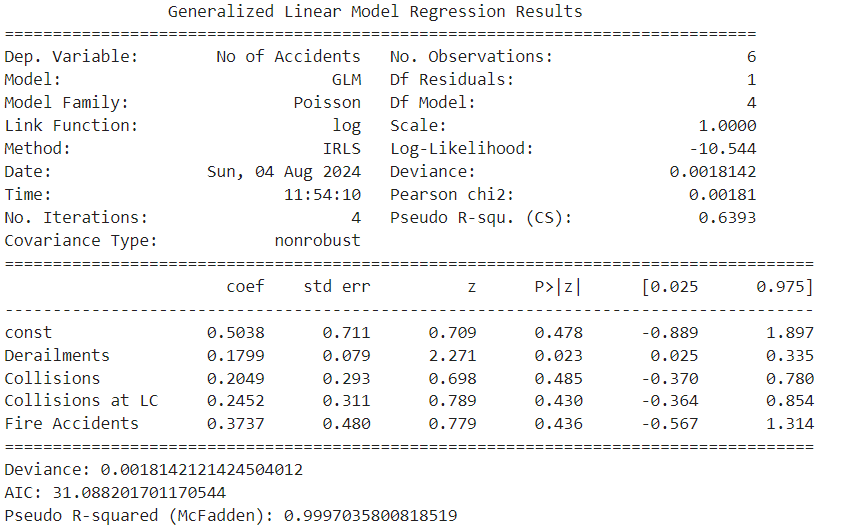 Generalized Linear Model Regression Results
==============================================================================
Dep. Variable: No of Accidents No. Observations: 6
Model: GLM Df Residuals: 1
Model Family: Poisson Df Model: 4
Link Function: log Scale: 1.0000
Method: IRLS Log-Likelihood: -10.544
Date: Sun, 04 Aug 2024 Deviance: 0.0018142
Time: 11:54:10 Pearson chi2: 0.00181
No. Iterations: 4 Pseudo R-squ. (CS): 0.6393
Covariance Type: nonrobust
====================================================================================
coef std err z P>|z| [0.025 0.975]
------------------------------------------------------------------------------------
const 0.5038 0.711 0.709 0.478 -0.889 1.897
Derailments 0.1799 0.079 2.271 0.023 0.025 0.335
Collisions 0.2049 0.293 0.698 0.485 -0.370 0.780
Collisions at LC 0.2452 0.311 0.789 0.430 -0.364 0.854
Fire Accidents 0.3737 0.480 0.779 0.436 -0.567 1.314
====================================================================================
Deviance: 0.0018142121424504012
AIC: 31.088201701170544
Pseudo R-squared (McFadden): 0.9997035800818519